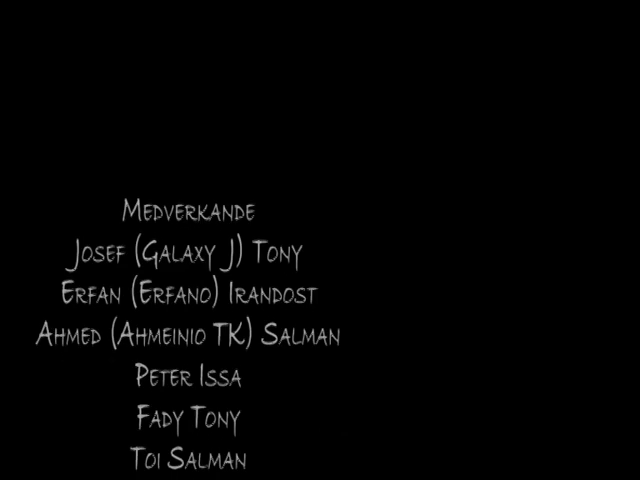 Medverkande
Josef (Galaxy J) Tony
Erfan (Erfano) Irandost
Ahmed (Ahmeinio TK) Salman
Peter Issa
Fady Tony
Toi Salman